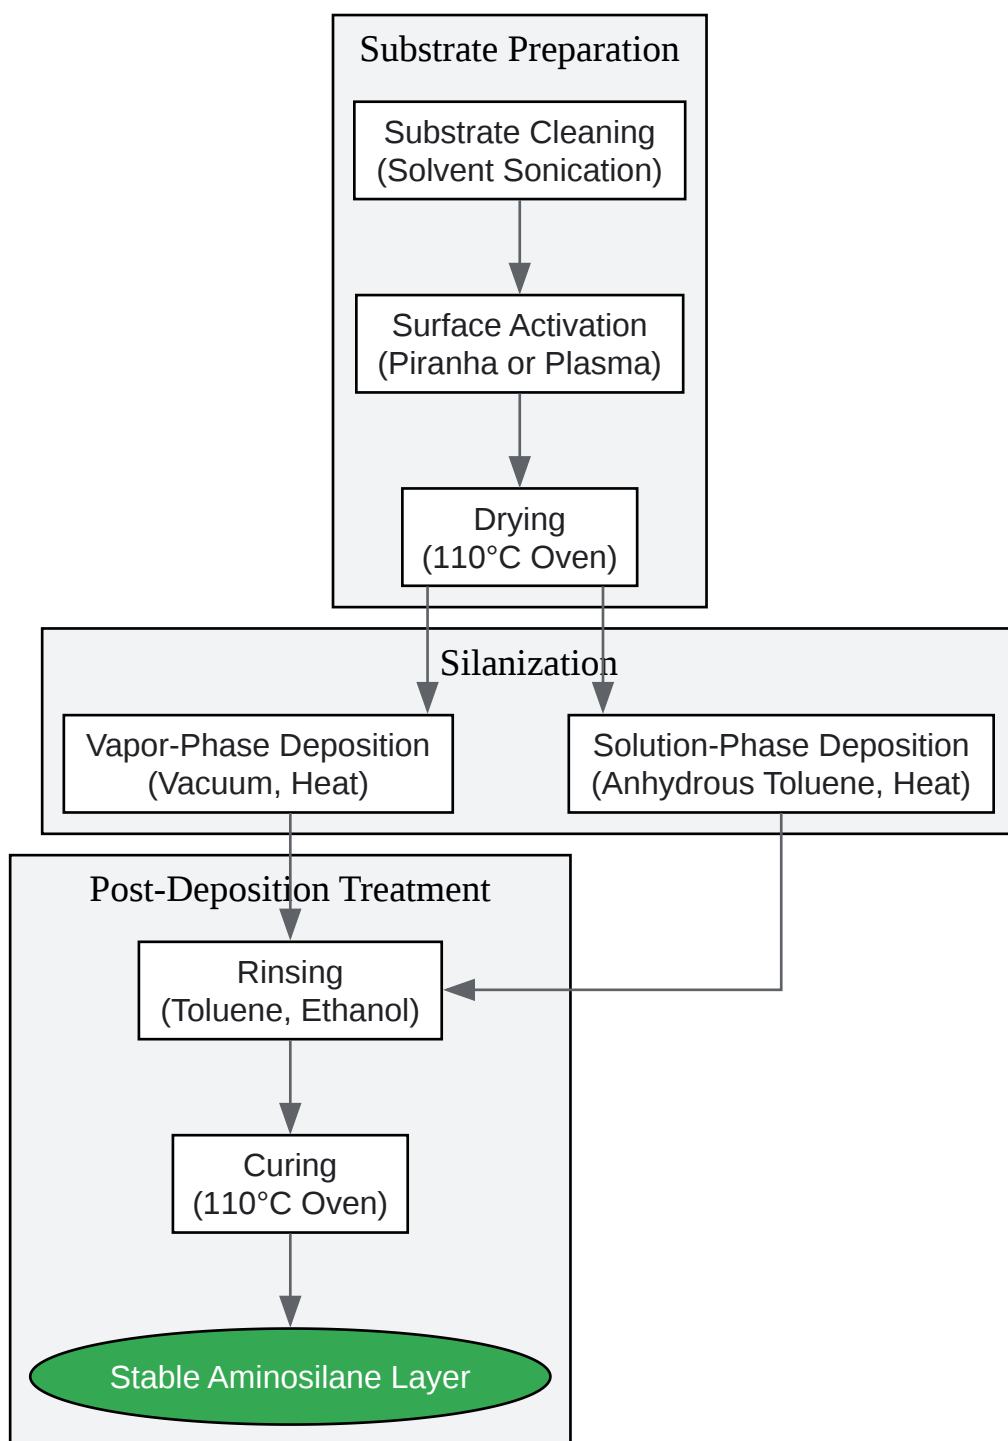 Substrate Preparation
Substrate Cleaning
(Solvent Sonication)
Surface Activation
(Piranha or Plasma)
Drying
(110°C Oven)
Silanization
Vapor-Phase Deposition
(Vacuum, Heat)
Solution-Phase Deposition
(Anhydrous Toluene, Heat)
Post-Deposition Treatment
Rinsing
(Toluene, Ethanol)
Curing
(110°C Oven)
Stable Aminosilane Layer